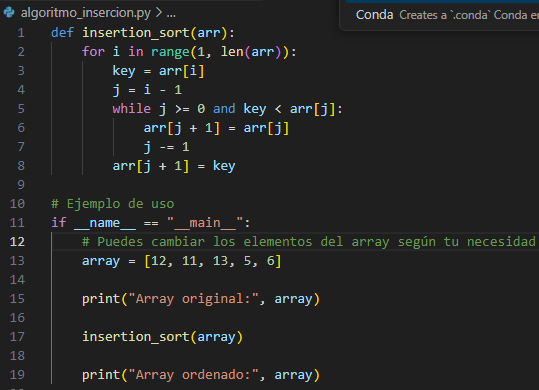 algoritmo_insercion.py > ...
Conda Creates a `.conda` Conda en
1 def insertion_sort(arr):
2     for i in range(1, len(arr)):
3         key = arr[i]
4         j = i - 1
5         while j >= 0 and key < arr[j]:
6             arr[j + 1] = arr[j]
7             j -= 1
8         arr[j + 1] = key
9
10 # Ejemplo de uso
11 if __name__ == "__main__":
12     # Puedes cambiar los elementos del array según tu necesidad
13     array = [12, 11, 13, 5, 6]
14
15     print("Array original:", array)
16
17     insertion_sort(array)
18
19     print("Array ordenado:", array)